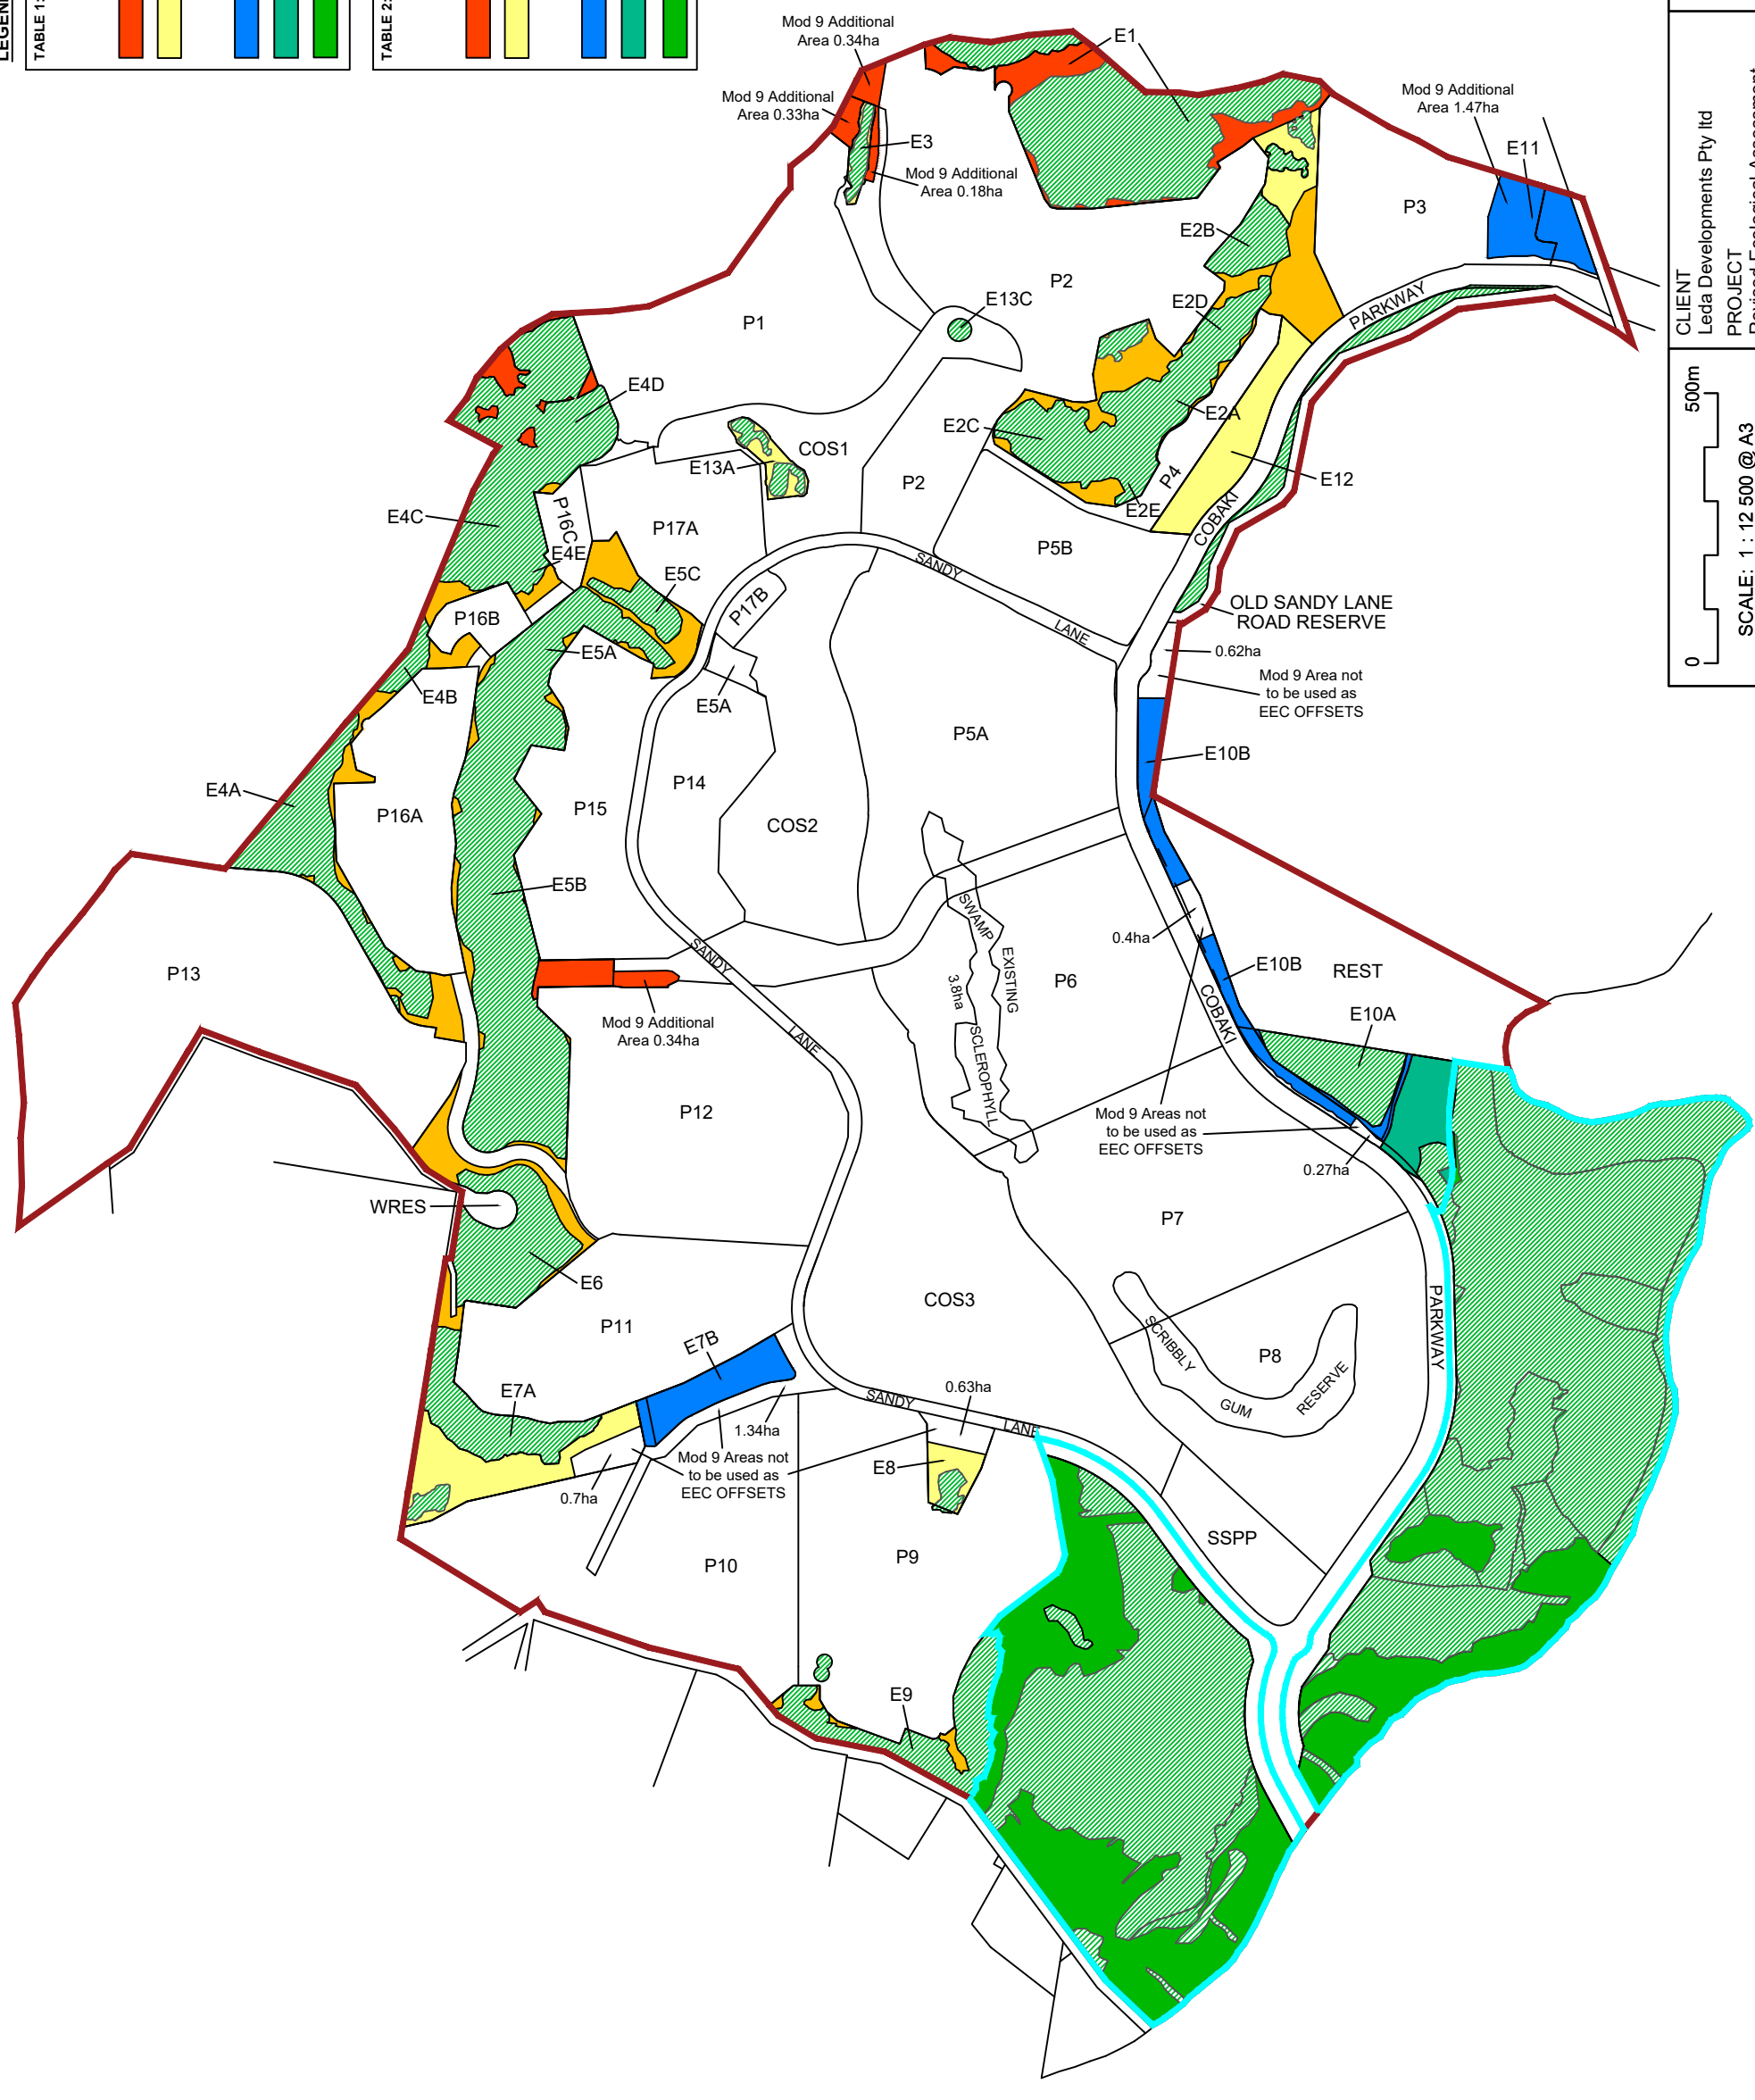 LEGEN
TABLE 1:
TABLE 2:
Mod 9 Additional
Area 0.34ha
E1
Mod 9 Additional
Area 0.33ha
Mod 9 Additional
Area 1.47ha
E3
E11
Mod 9 Additional
Area 0.18ha
P3
E2B
P2
E2D
E13C
PARKWAY
P1
CLIENT
Leda Developments Pty ltd
PROJECT
E4D
E2A
E2C
COS1
E13A
P4
E12
P2
E2E
E4C
P16C
P17A
COBAKI
P5B
E4E
SANDY
E5C
P17B
OLD SANDY LANE
ROAD RESERVE
P16B
LANE
0.62ha
E5A
Mod 9 Area not
to be used as
EEC OFFSETS
E4B
E5A
0
500m
SCALE: 1 : 12 500 @ A3
P5A
E10B
E4A
P14
P16A
P15
COS2
E5B
SWAMP
0.4ha
SANDY
EXISTING
E10B
REST
P13
3.8ha
P6
COBAKI
E10A
Mod 9 Additional
Area 0.34ha
LANE
SCLEROPHYLL
P12
Mod 9 Areas not
to be used as
EEC OFFSETS
0.27ha
WRES
P7
E6
COS3
PARKWAY
P11
SCRIBBLY
E7B
P8
E7A
SANDY
0.63ha
GUM
RESERVE
1.34ha
LANE
Mod 9 Areas not
to be used as
EEC OFFSETS
E8
0.7ha
SSPP
P10
P9
E9